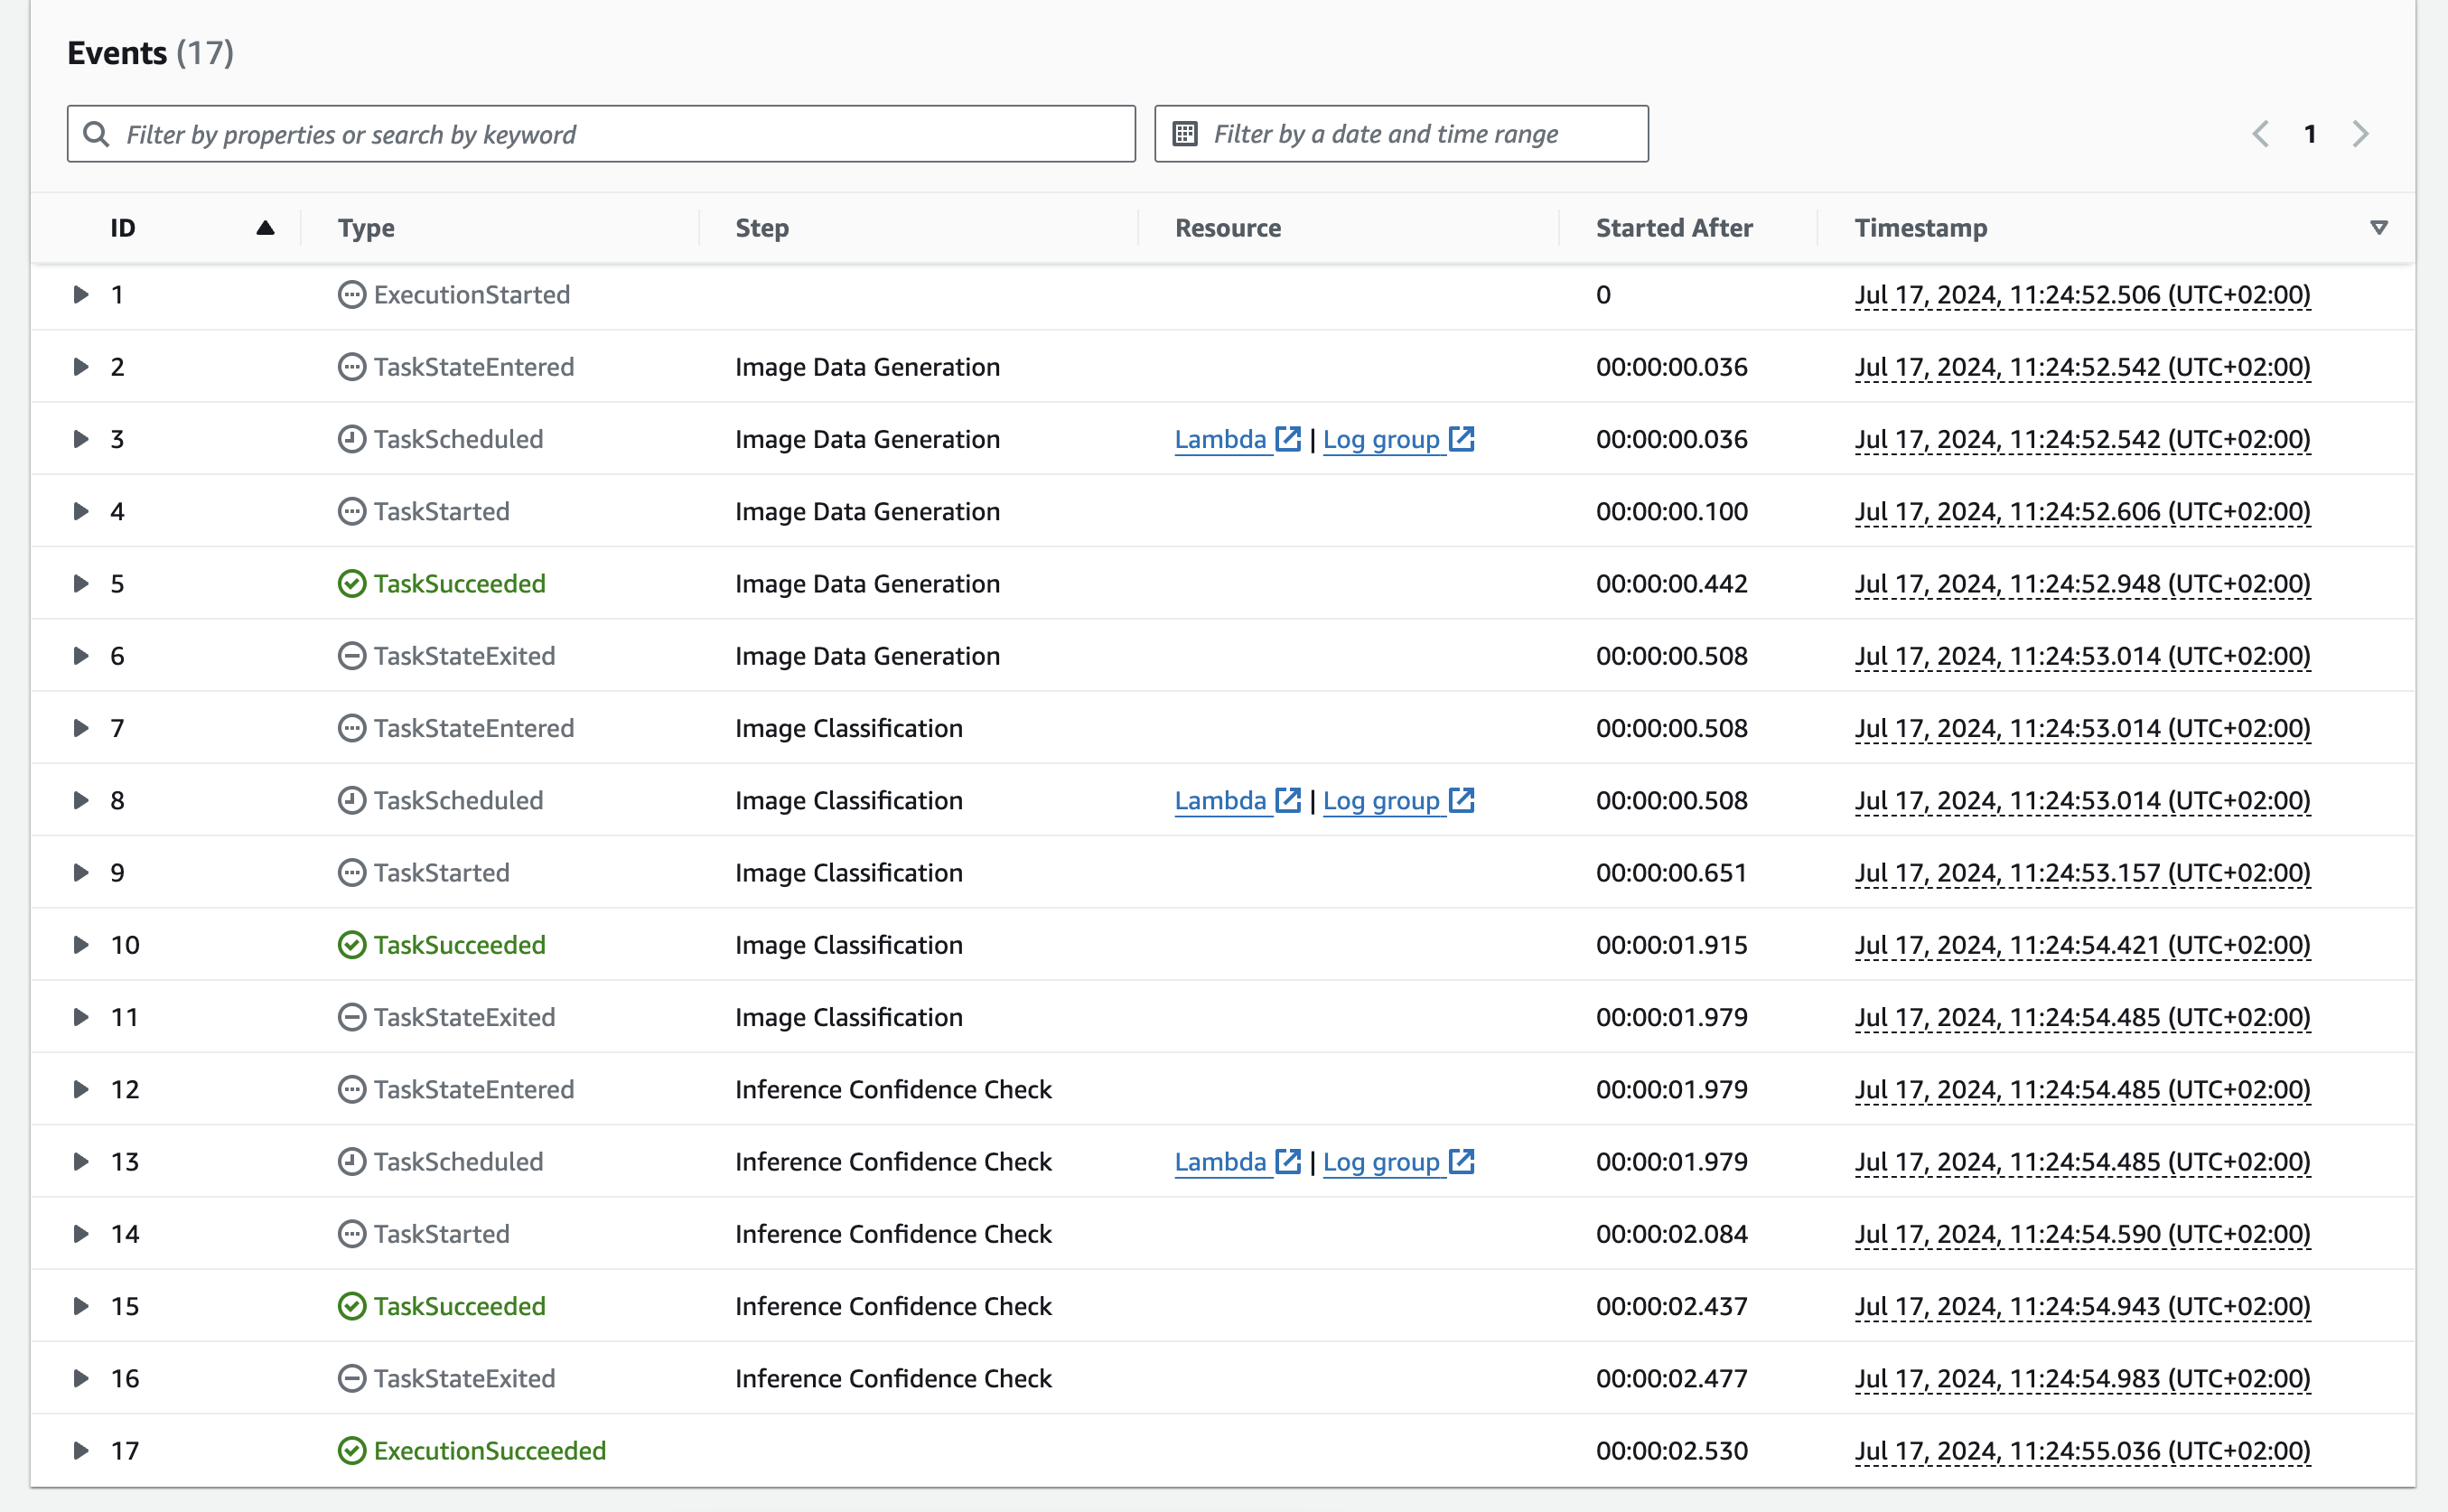 Events (17)
Filter by properties or search by keyword Filter by a date and time range 1
ID Type Step Resource Started After Timestamp
1 ExecutionStarted 0 Jul 17, 2024, 11:24:52.506 (UTC+02:00)
2 TaskStateEntered Image Data Generation 00:00:00.036 Jul 17, 2024, 11:24:52.542 (UTC+02:00)
3 TaskScheduled Image Data Generation Lambda | Log group 00:00:00.036 Jul 17, 2024, 11:24:52.542 (UTC+02:00)
4 TaskStarted Image Data Generation 00:00:00.100 Jul 17, 2024, 11:24:52.606 (UTC+02:00)
5 TaskSucceeded Image Data Generation 00:00:00.442 Jul 17, 2024, 11:24:52.948 (UTC+02:00)
6 TaskStateExited Image Data Generation 00:00:00.508 Jul 17, 2024, 11:24:53.014 (UTC+02:00)
7 TaskStateEntered Image Classification 00:00:00.508 Jul 17, 2024, 11:24:53.014 (UTC+02:00)
8 TaskScheduled Image Classification Lambda | Log group 00:00:00.508 Jul 17, 2024, 11:24:53.014 (UTC+02:00)
9 TaskStarted Image Classification 00:00:00.651 Jul 17, 2024, 11:24:53.157 (UTC+02:00)
10 TaskSucceeded Image Classification 00:00:01.915 Jul 17, 2024, 11:24:54.421 (UTC+02:00)
11 TaskStateExited Image Classification 00:00:01.979 Jul 17, 2024, 11:24:54.485 (UTC+02:00)
12 TaskStateEntered Inference Confidence Check 00:00:01.979 Jul 17, 2024, 11:24:54.485 (UTC+02:00)
13 TaskScheduled Inference Confidence Check Lambda | Log group 00:00:01.979 Jul 17, 2024, 11:24:54.485 (UTC+02:00)
14 TaskStarted Inference Confidence Check 00:00:02.084 Jul 17, 2024, 11:24:54.590 (UTC+02:00)
15 TaskSucceeded Inference Confidence Check 00:00:02.437 Jul 17, 2024, 11:24:54.943 (UTC+02:00)
16 TaskStateExited Inference Confidence Check 00:00:02.477 Jul 17, 2024, 11:24:54.983 (UTC+02:00)
17 ExecutionSucceeded 00:00:02.530 Jul 17, 2024, 11:24:55.036 (UTC+02:00)